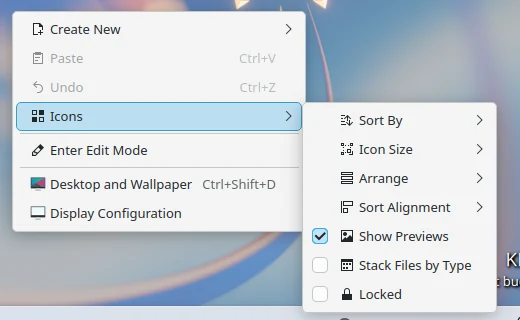 Create New
Paste Ctrl+V
Undo Ctrl+Z
Icons
Enter Edit Mode
Desktop and Wallpaper Ctrl+Shift+D
Display Configuration
Sort By
Icon Size
Arrange
Sort Alignment
Show Previews
Stack Files by Type
Locked